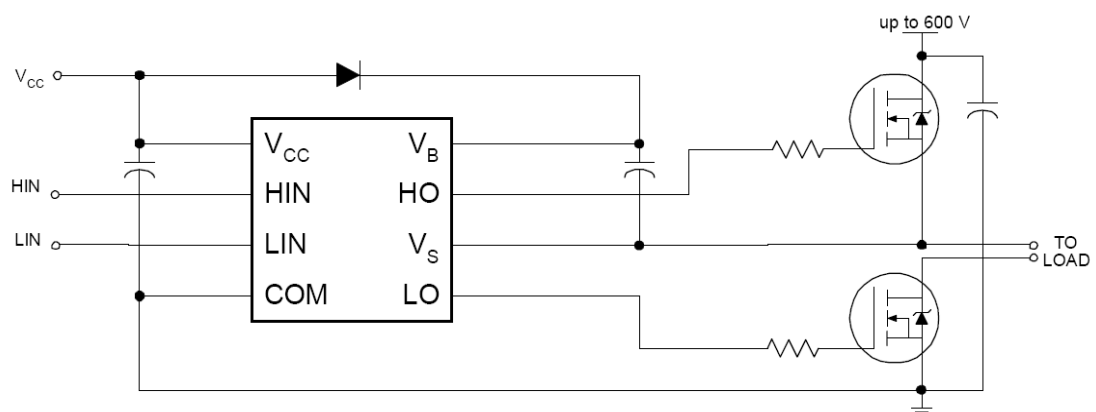 up to 600 V
VCC
VCC
VB
HIN
HIN
HO
LIN
LIN
VS
TO
LOAD
COM
LO